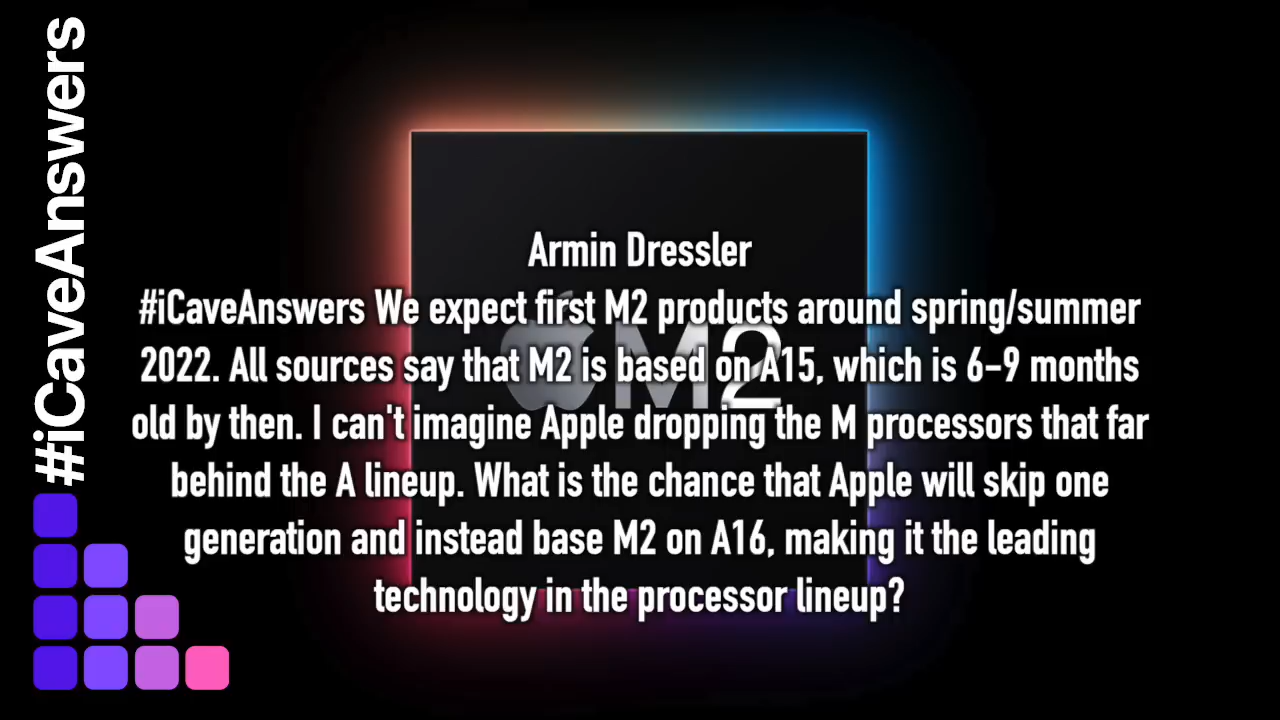 #iCaveAnswers
Armin Dressler
#iCaveAnswers We expect first M2 products around spring/summer
2022. All sources say that M2 is based on A15, which is 6-9 months
old by then. I can't imagine Apple dropping the M processors that far
behind the A lineup. What is the chance that Apple will skip one
generation and instead base M2 on A16, making it the leading
technology in the processor lineup?
M2